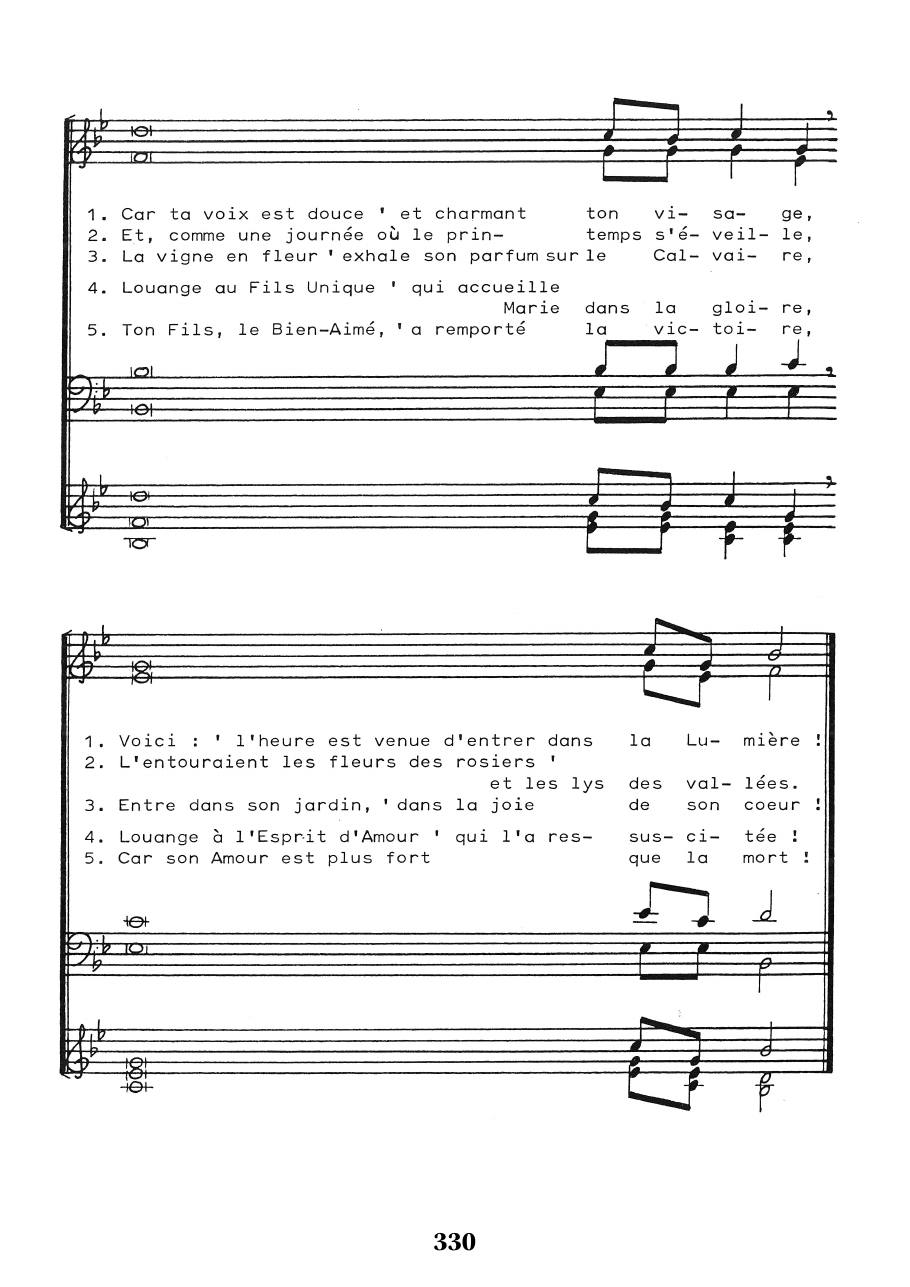 1. Car ta voix est douce ' et charmant ton vi- sa- ge,
2. Et, comme une journée où le prin- temps s'é- veil- le,
3. La vigne en fleur ' exhale son parfum sur le Cal- vai- re,
4. Louange au Fils Unique ' qui accueille
Marie dans la gloi- re,
5. Ton Fils, le Bien-Aimé, ' a remporté la vic- toi- re,
1. Voici : ' l'heure est venue d'entrer dans la Lu- mière !
2. L'entouraient les fleurs des rosiers '
et les lys des val- lées.
3. Entre dans son jardin, ' dans la joie de son coeur !
4. Louange à l'Esprit d'Amour ' qui l'a res- sus- ci- tée !
5. Car son Amour est plus fort que la mort !
330